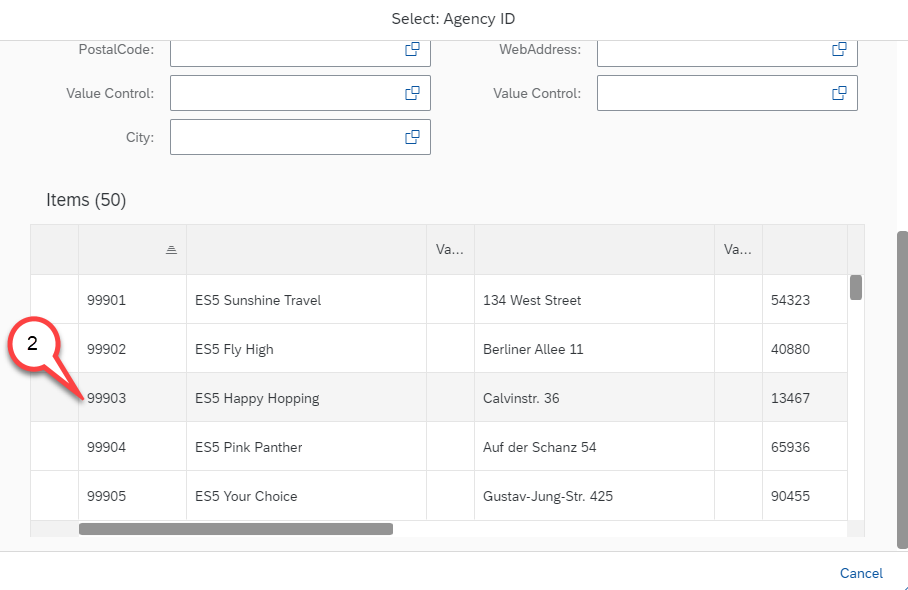 Select: Agency ID
PostalCode: WebAddress:
Value Control: Value Control:
City:
Items (50)
Va... Va...
99901 ES5 Sunshine Travel 134 West Street 54323
2
99902 ES5 Fly High Berliner Allee 11 40880
99903 ES5 Happy Hopping Calvinstr. 36 13467
99904 ES5 Pink Panther Auf der Schanz 54 65936
99905 ES5 Your Choice Gustav-Jung-Str. 425 90455
Cancel